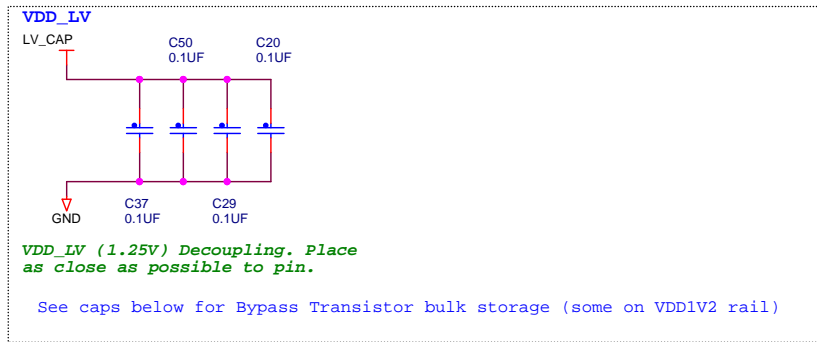 VDD_LV
LV_CAP
C50
0.1UF
C20
0.1UF
GND
C37
0.1UF
C29
0.1UF
VDD_LV (1.25V) Decoupling. Place
as close as possible to pin.
See caps below for Bypass Transistor bulk storage (some on VDD1V2 rail)